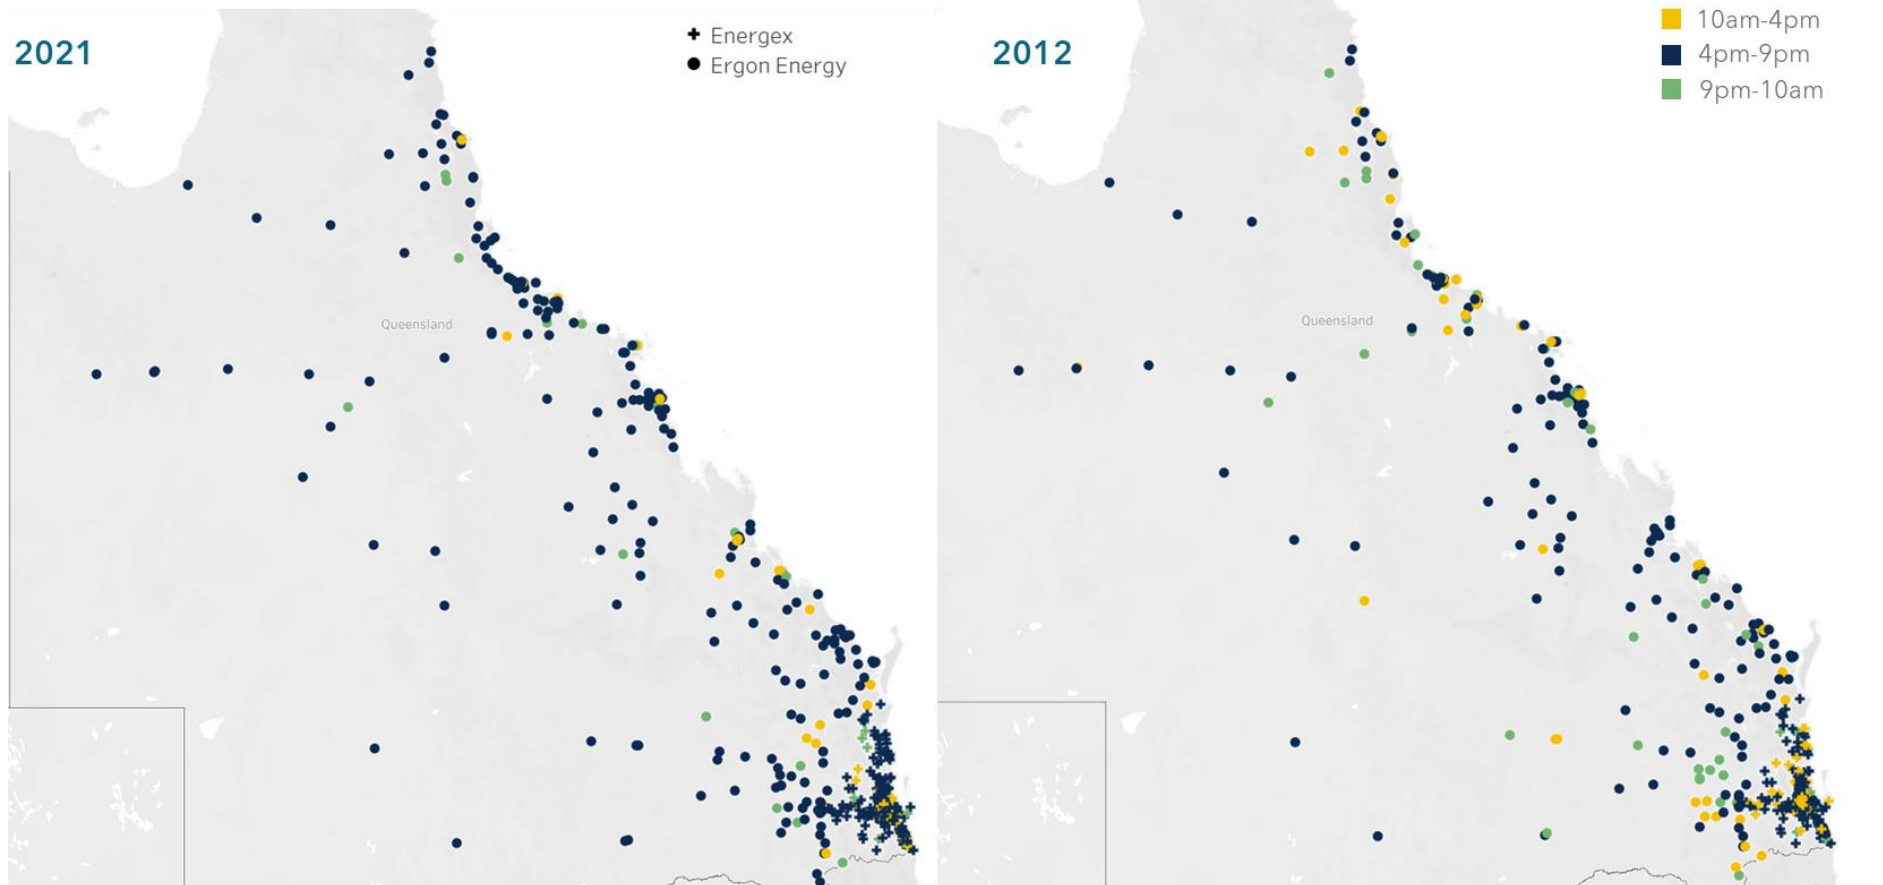 2021
Energex
Ergon Energy
2012
10am-4pm
4pm-9pm
9pm-10am
Queensland
Queensland